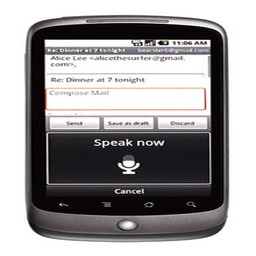 11:06 AM
Re: Dinner at 7 tonight
Alice Lee <alicethesurfer@gmail.
com>,
Re: Dinner at 7 tonight
Compose Mail
Send Save as draft Discard
Speak now
Cancel